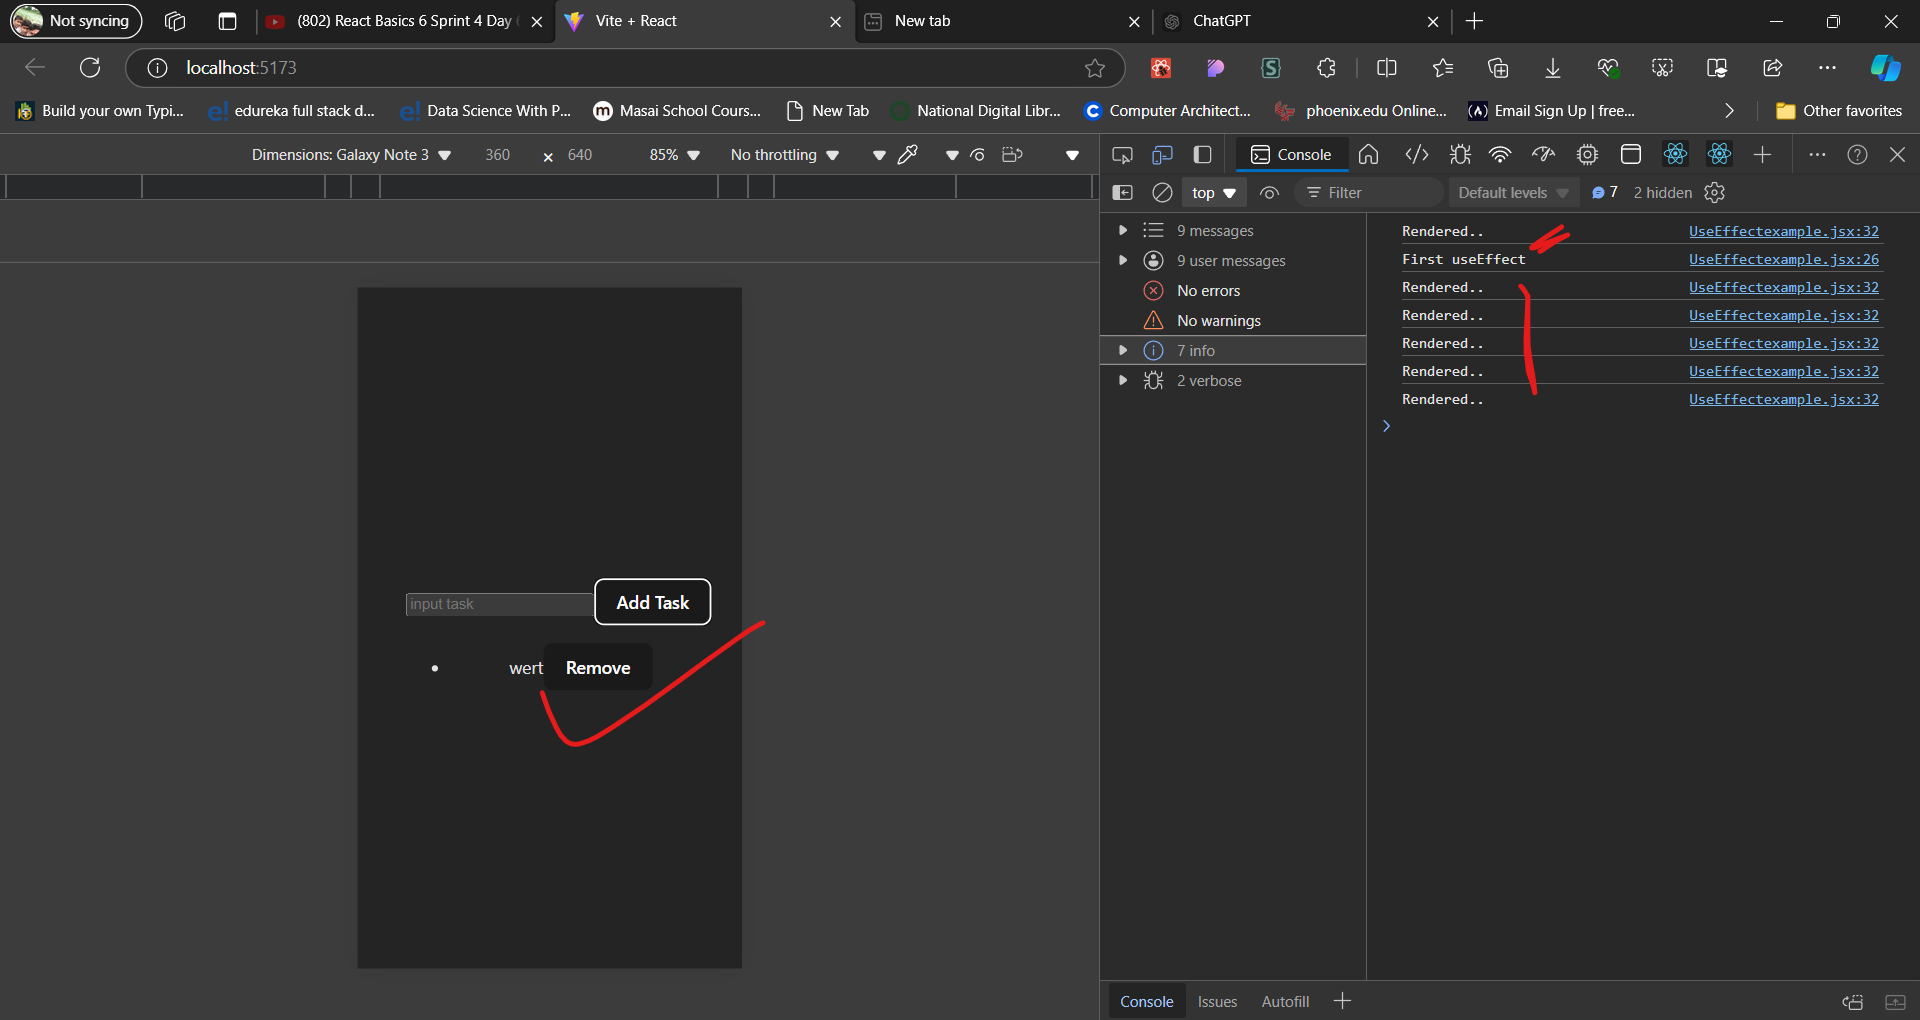 Not syncing
(802) React Basics 6 Sprint 4 Day
Vite + React
New tab
ChatGPT
localhost:5173
Build your own Typi...
edureka full stack d...
Data Science With P...
Masai School Cours...
New Tab
National Digital Libr...
Computer Architect...
phoenix.edu Online...
Email Sign Up | free...
Other favorites
Dimensions: Galaxy Note 3
360 × 640
85%
No throttling
Console
top
Filter
Default levels
7
2 hidden
9 messages
9 user messages
No errors
No warnings
7 info
2 verbose
Rendered.. UseEffectexample.jsx:32
First useEffect UseEffectexample.jsx:26
Rendered.. UseEffectexample.jsx:32
Rendered.. UseEffectexample.jsx:32
Rendered.. UseEffectexample.jsx:32
Rendered.. UseEffectexample.jsx:32
Rendered.. UseEffectexample.jsx:32
input task
Add Task
wert
Remove
Console
Issues
Autofill